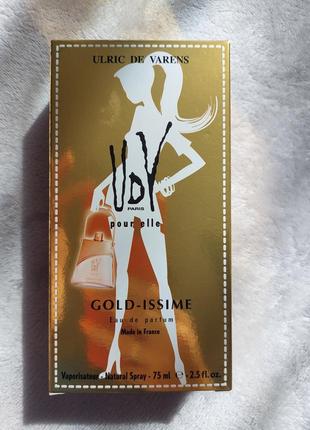 ULRIC DE VARENS
UDV
PARIS
pour elle
UDV
GOLD-ISSIME
Eau de parfum
Made in France
Vaporisateur - Natural Spray - 75 ml ℮ - 2.5 fl. oz.